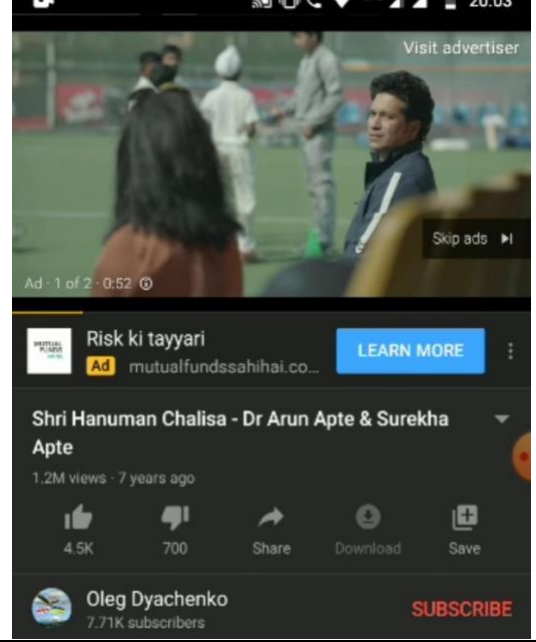 20:03
Visit advertiser
Skip ads
Ad · 1 of 2 · 0:52
MUTUAL
FUNDS
Risk ki tayyari
Ad mutualfundssahihai.co...
LEARN MORE
Shri Hanuman Chalisa - Dr Arun Apte & Surekha
Apte
1.2M views · 7 years ago
4.5K 700 Share Download Save
Oleg Dyachenko
7.71K subscribers
SUBSCRIBE